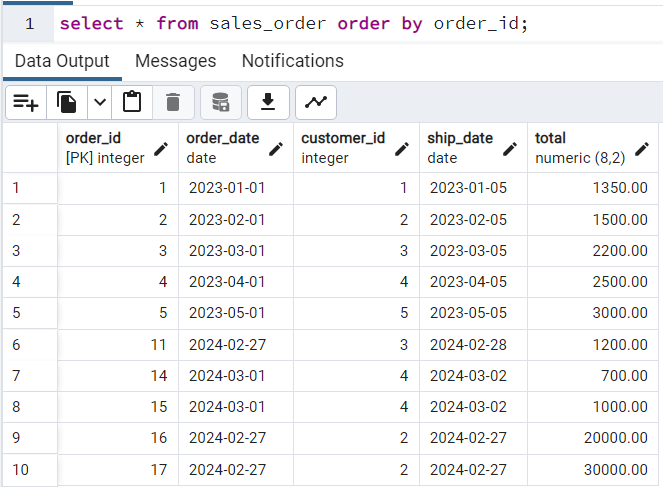 1 select * from sales_order order by order_id;
Data Output Messages Notifications
order_id order_date customer_id ship_date total
[PK] integer date integer date numeric (8,2)
1 1 2023-01-01 1 2023-01-05 1350.00
2 2 2023-02-01 2 2023-02-05 1500.00
3 3 2023-03-01 3 2023-03-05 2200.00
4 4 2023-04-01 4 2023-04-05 2500.00
5 5 2023-05-01 5 2023-05-05 3000.00
6 11 2024-02-27 3 2024-02-28 1200.00
7 14 2024-03-01 4 2024-03-02 700.00
8 15 2024-03-01 4 2024-03-02 1000.00
9 16 2024-02-27 2 2024-02-27 20000.00
10 17 2024-02-27 2 2024-02-27 30000.00